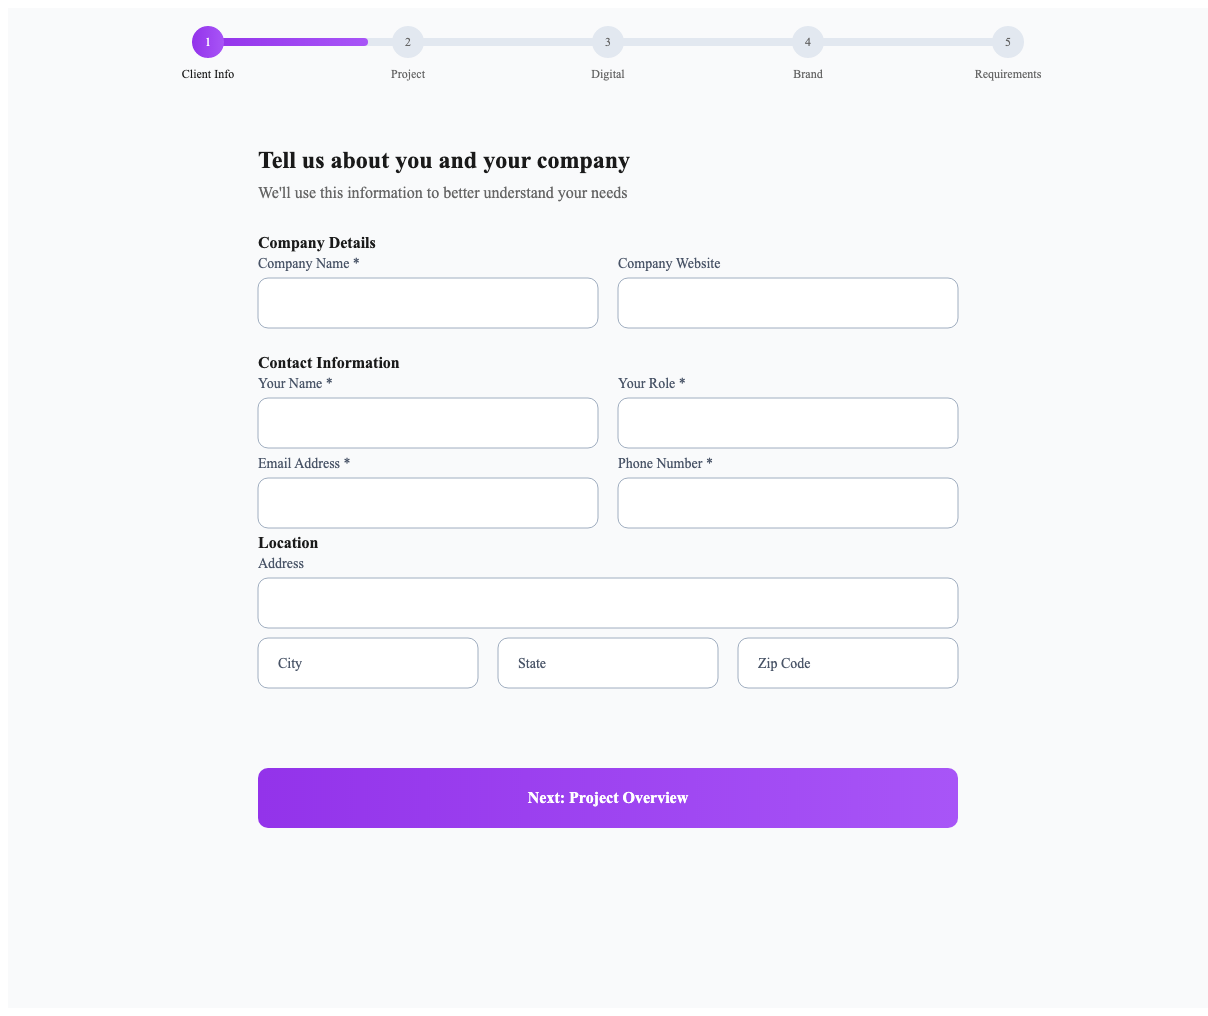 1 2 3 4 5
Client Info Project Digital Brand Requirements
Tell us about you and your company
We'll use this information to better understand your needs
Company Details
Company Name * Company Website
Contact Information
Your Name * Your Role *
Email Address * Phone Number *
Location
Address
City State Zip Code
Next: Project Overview